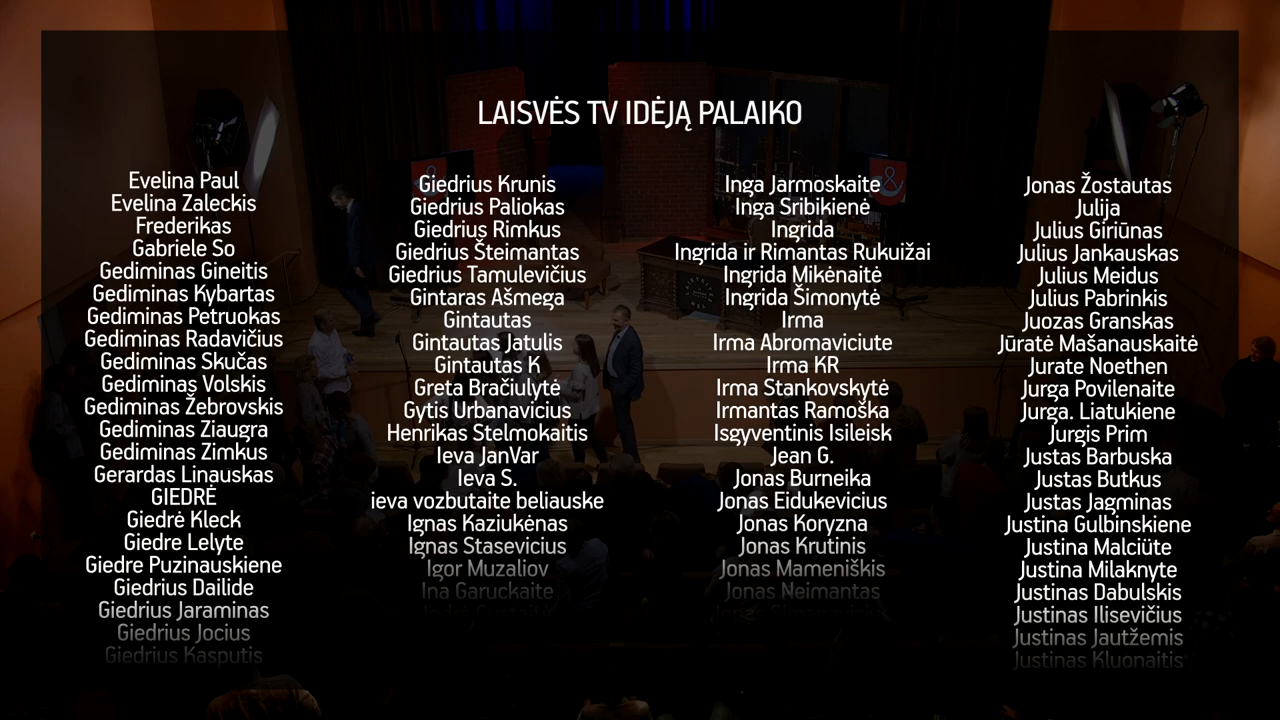 LAISVĖS TV IDĖJĄ PALAIKO
Evelina Paul
Evelina Zaleckis
Frederikas
Gabriele So
Gediminas Gineitis
Gediminas Kybartas
Gediminas Petruokas
Gediminas Radavičius
Gediminas Skučas
Gediminas Volskis
Gediminas Žebrovskis
Gediminas Ziaugra
Gediminas Zimkus
Gerardas Linauskas
GIEDRĖ
Giedrė Kleck
Giedre Lelyte
Giedre Puzinauskiene
Giedrius Dailide
Giedrius Jaraminas
Giedrius Jocius
Giedrius Kasputis
Giedrius Krunis
Giedrius Paliokas
Giedrius Rimkus
Giedrius Šteimantas
Giedrius Tamulevičius
Gintaras Ašmega
Gintautas
Gintautas Jatulis
Gintautas K
Greta Bračiulytė
Gytis Urbanavicius
Henrikas Stelmokaitis
Ieva JanVar
Ieva S.
ieva vozbutaite beliauske
Ignas Kaziukėnas
Ignas Stasevicius
Igor Muzaliov
Ina Garuckaite
Inga Jarmoskaite
Inga Sribikienė
Ingrida
Ingrida ir Rimantas Rukuižai
Ingrida Mikėnaitė
Ingrida Šimonytė
Irma
Irma Abromaviciute
Irma KR
Irma Stankovskytė
Irmantas Ramoška
Isgyventinis Isileisk
Jean G.
Jonas Burneika
Jonas Eidukevicius
Jonas Koryzna
Jonas Krutinis
Jonas Mameniškis
Jonas Neimantas
Jonas Žostautas
Julija
Julius Giriūnas
Julius Jankauskas
Julius Meidus
Julius Pabrinkis
Juozas Granskas
Jūratė Mašanauskaitė
Jurate Noethen
Jurga Povilenaite
Jurga. Liatukiene
Jurgis Prim
Justas Barbuska
Justas Butkus
Justas Jagminas
Justina Gulbinskiene
Justina Malciūte
Justina Milaknyte
Justinas Dabulskis
Justinas Ilisevičius
Justinas Jautžemis
Justinas Kluonaitis